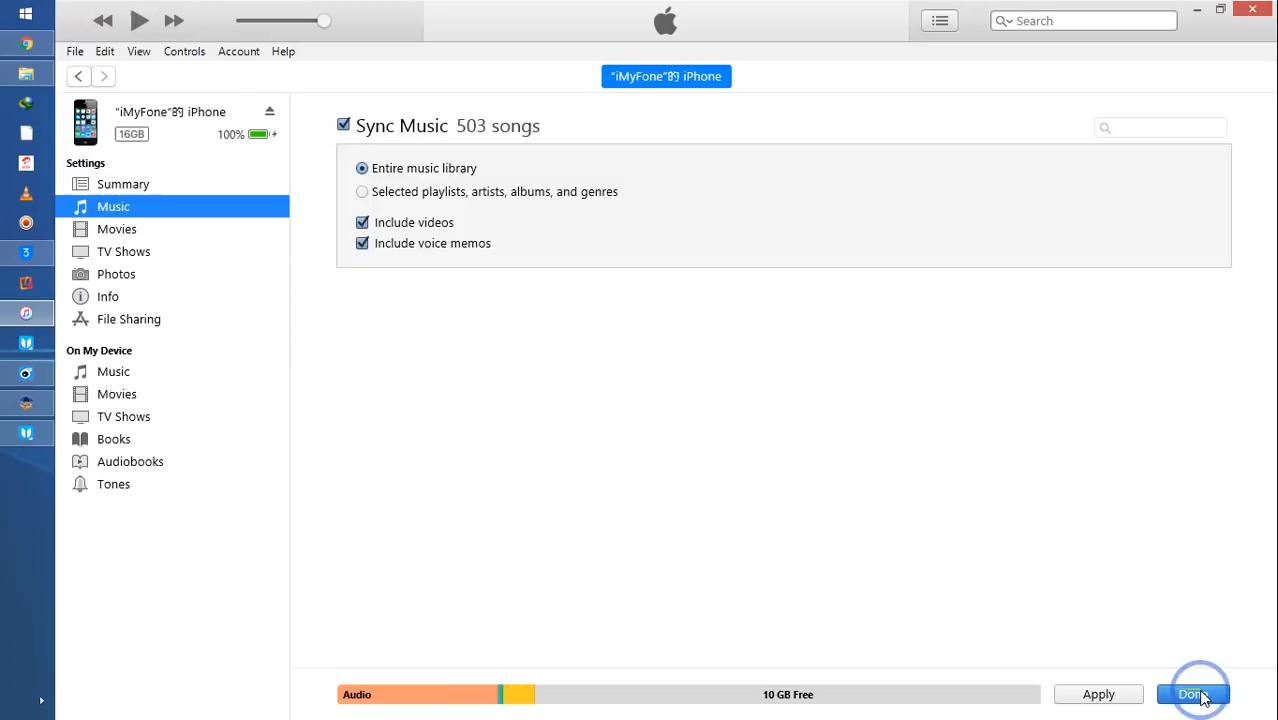 Search
File Edit View Controls Account Help
“iMyFone”的 iPhone
“iMyFone”的 iPhone
16GB 100%
Settings
Summary
Music
Movies
TV Shows
Photos
Info
File Sharing
On My Device
Music
Movies
TV Shows
Books
Audiobooks
Tones
Sync Music 503 songs
Entire music library
Selected playlists, artists, albums, and genres
Include videos
Include voice memos
Audio 10 GB Free Apply Done